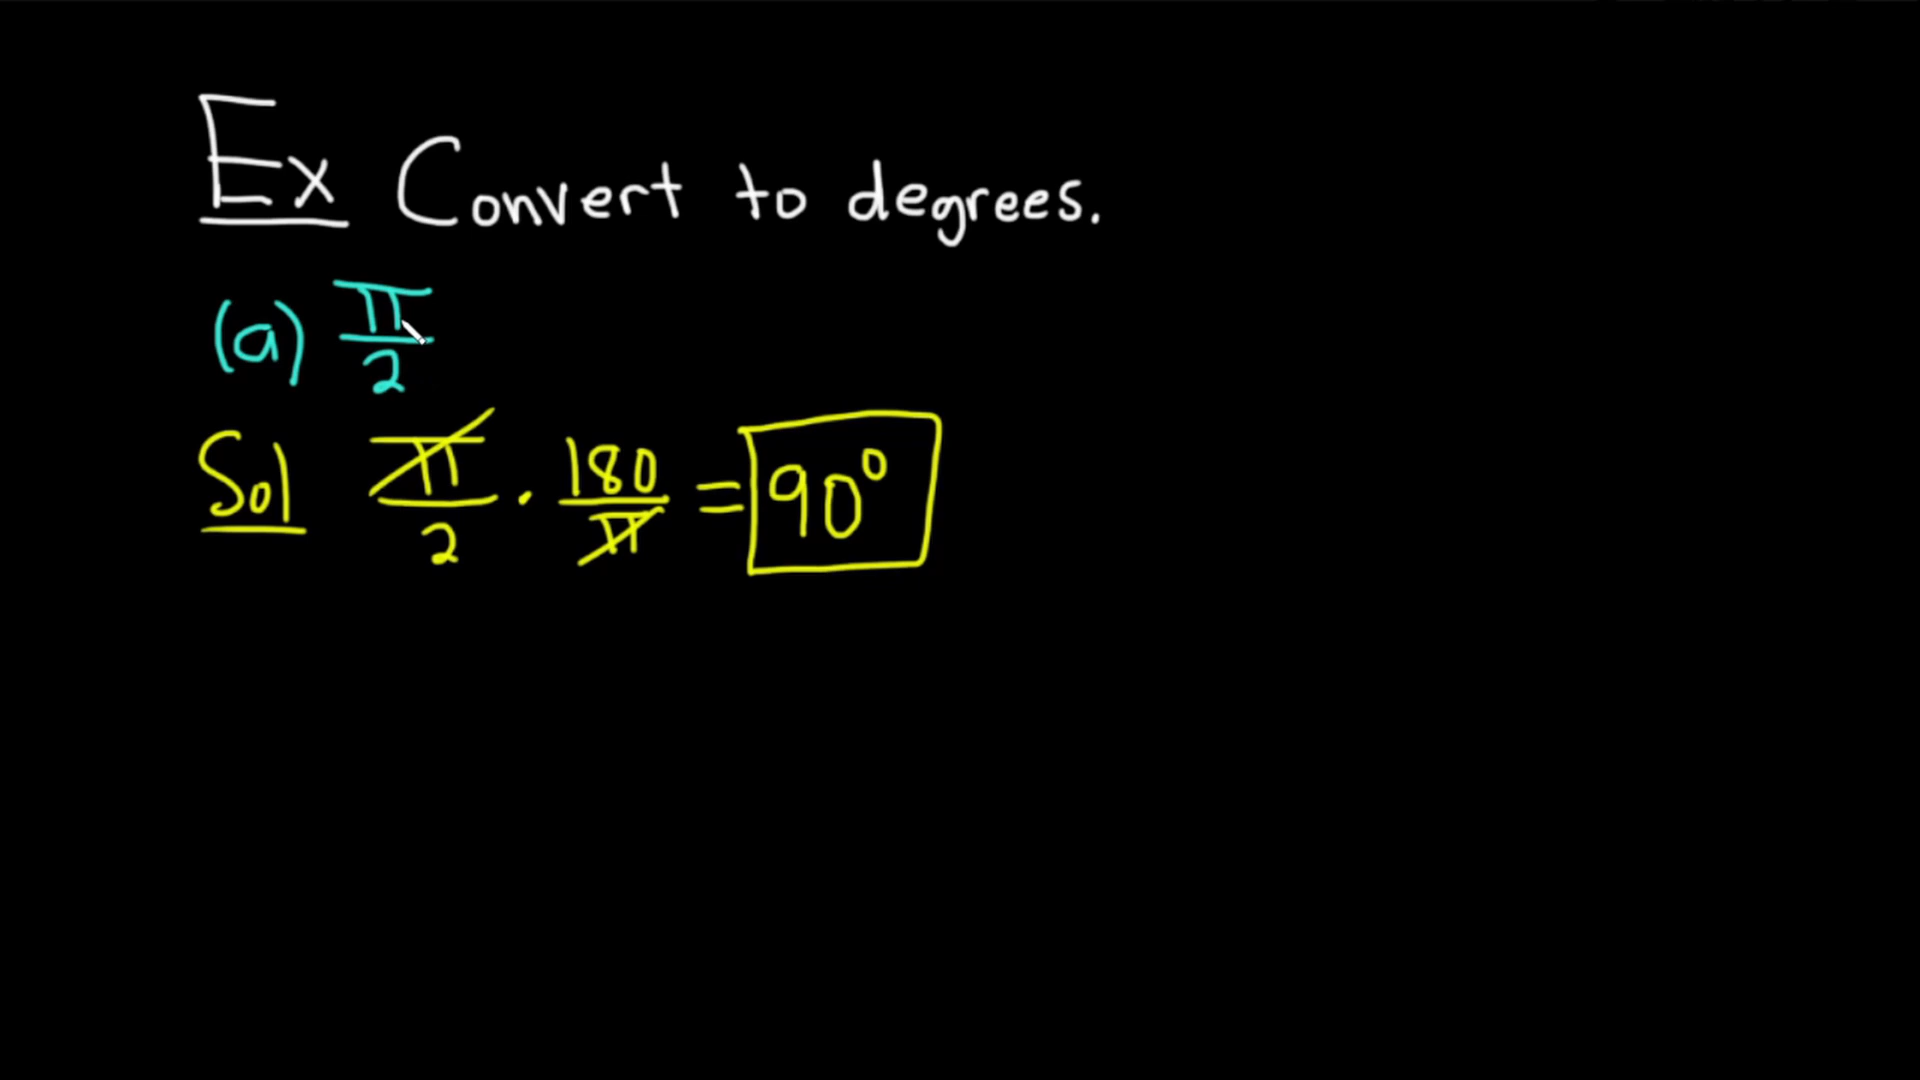 Ex Convert to degrees.
(a) π/2
Sol π/2 · 180/π = 90°